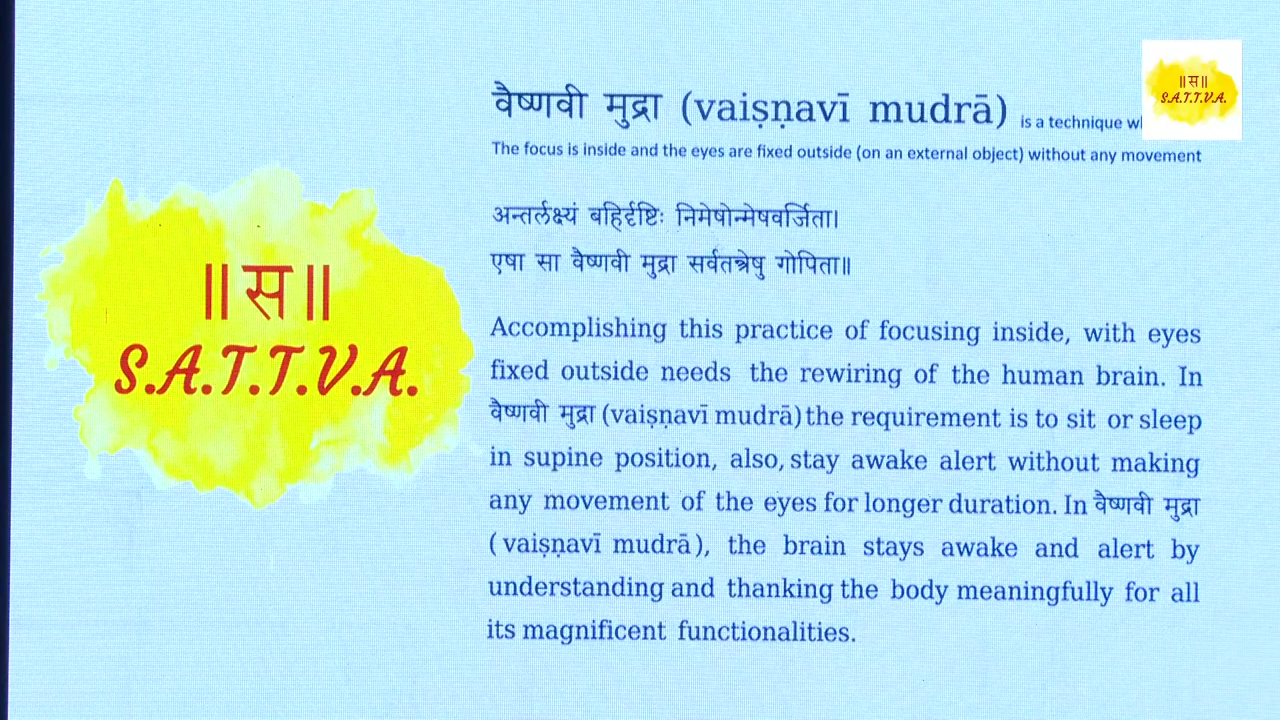 वैष्णवी मुद्रा (vaiṣṇavī mudrā) is a technique
The focus is inside and the eyes are fixed outside (on an external object) without any movement
अन्तर्लक्ष्यं बहिर्दृष्टिः निमेषोन्मेषवर्जिता।
एषा सा वैष्णवी मुद्रा सर्वतन्त्रेषु गोपिता॥
Accomplishing this practice of focusing inside, with eyes
fixed outside needs the rewiring of the human brain. In
वैष्णवी मुद्रा (vaiṣṇavī mudrā) the requirement is to sit or sleep
in supine position, also, stay awake alert without making
any movement of the eyes for longer duration. In वैष्णवी मुद्रा
(vaiṣṇavī mudrā), the brain stays awake and alert by
understanding and thanking the body meaningfully for all
its magnificent functionalities.
॥स॥
S.A.T.T.V.A.
॥स॥
S.A.T.T.V.A.